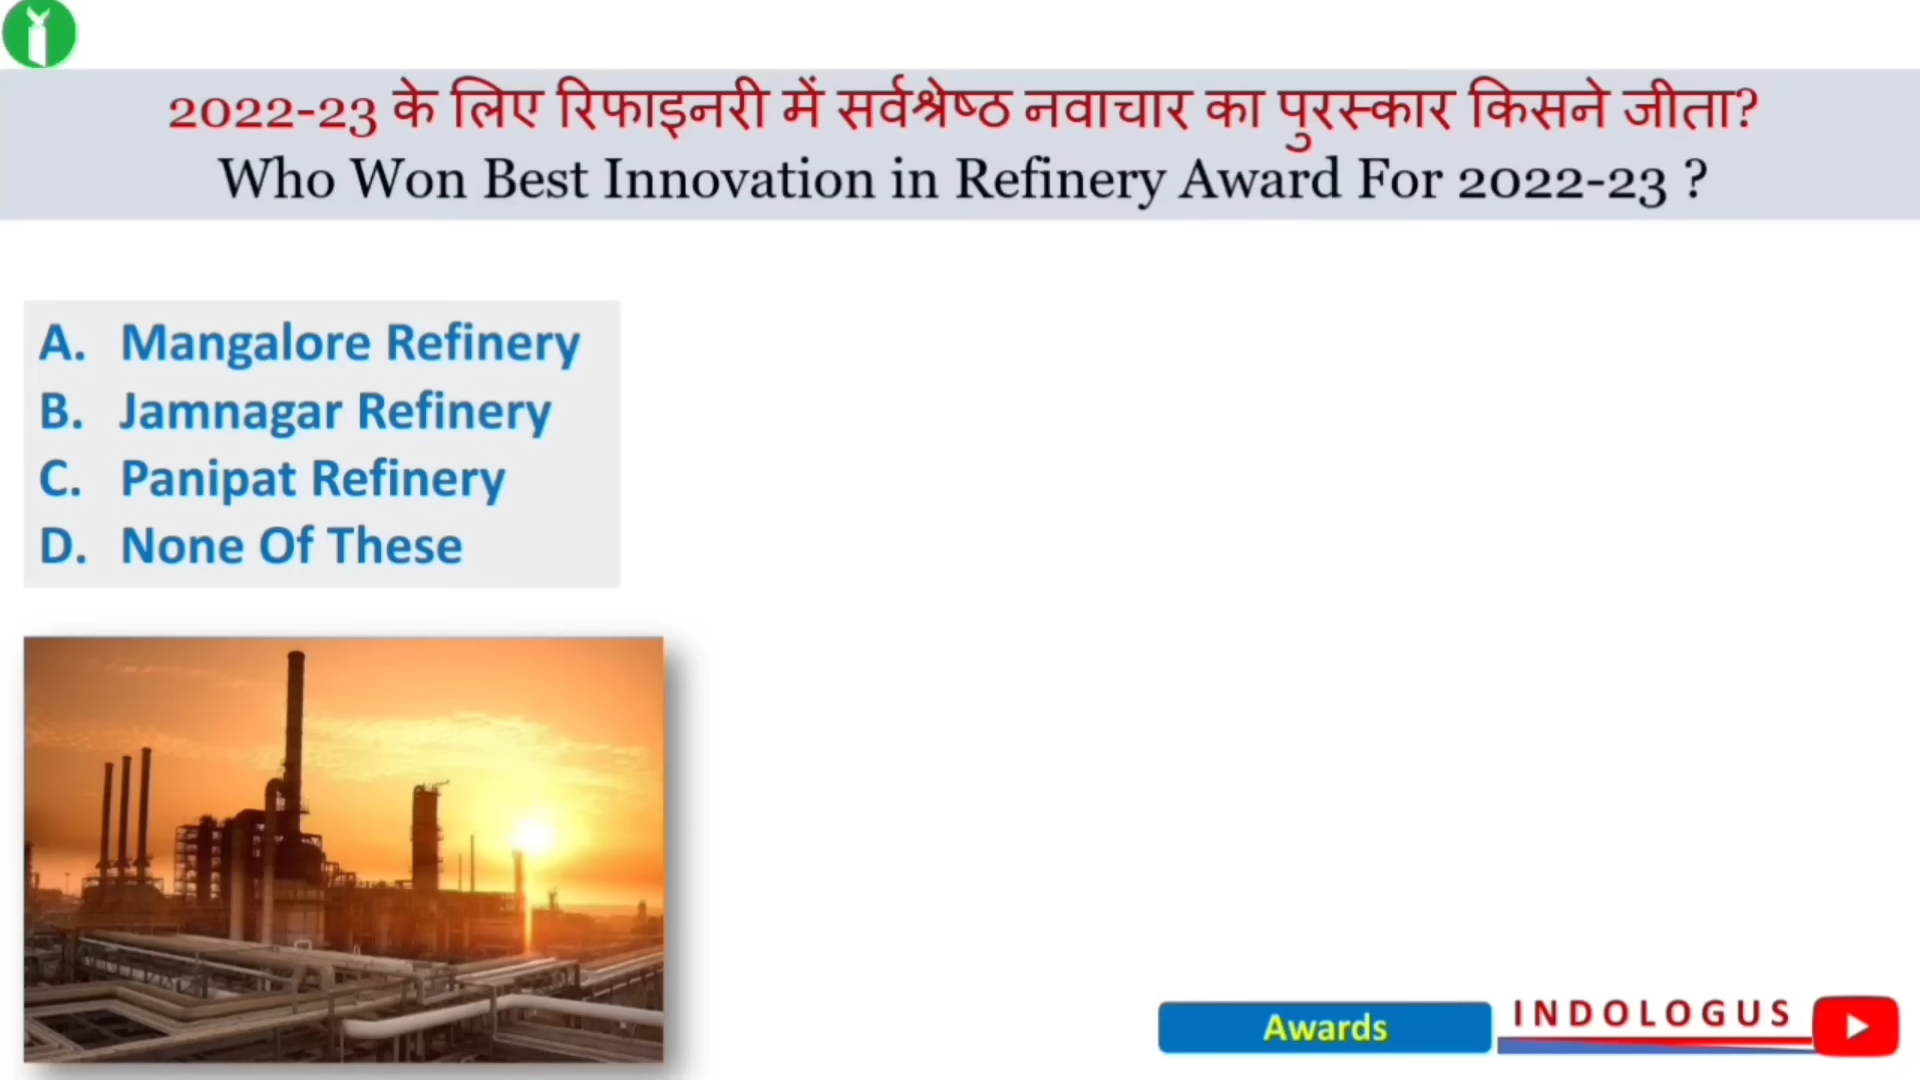 2022-23 के लिए रिफाइनरी में सर्वश्रेष्ठ नवाचार का पुरस्कार किसने जीता?
Who Won Best Innovation in Refinery Award For 2022-23 ?
A. Mangalore Refinery
B. Jamnagar Refinery
C. Panipat Refinery
D. None Of These
Awards
INDOLOGUS